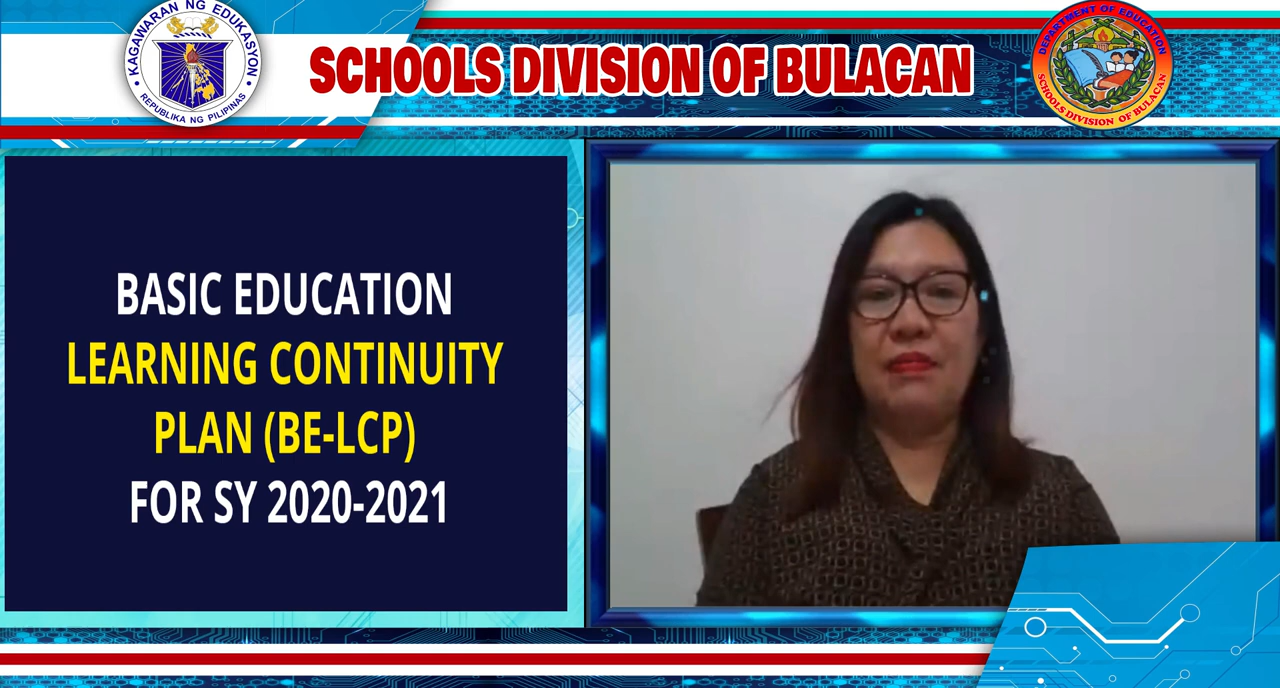 KAGAWARAN NG EDUKASYON
REPUBLIKA NG PILIPINAS
SCHOOLS DIVISION OF BULACAN
DEPARTMENT OF EDUCATION
SCHOOLS DIVISION OF BULACAN
BASIC EDUCATION
LEARNING CONTINUITY
PLAN (BE-LCP)
FOR SY 2020-2021